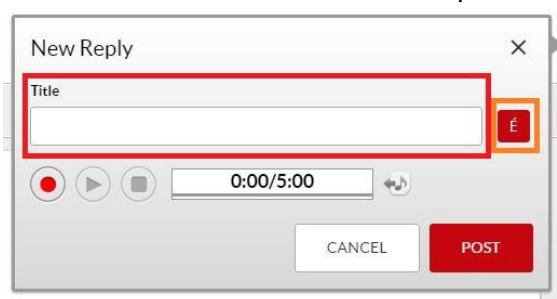 New Reply
Title
É
0:00/5:00
CANCEL POST